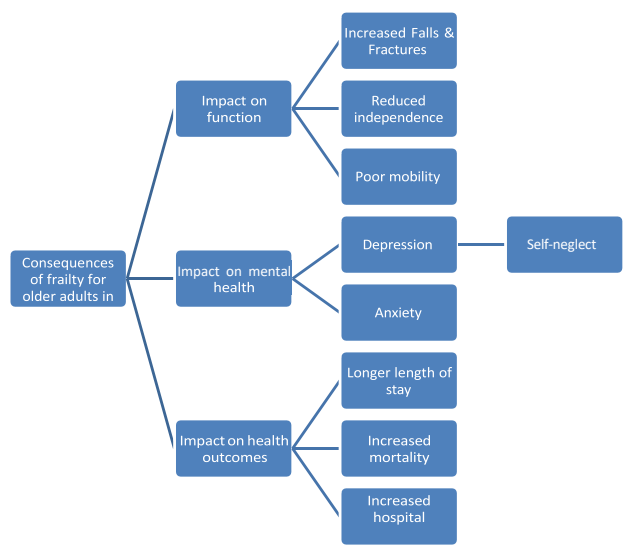 Increased Falls &
Fractures
Impact on
function
Reduced
independence
Poor mobility
Consequences
of frailty for
older adults in
Impact on mental
health
Depression
Self-neglect
Anxiety
Impact on health
outcomes
Longer length of
stay
Increased
mortality
Increased
hospital